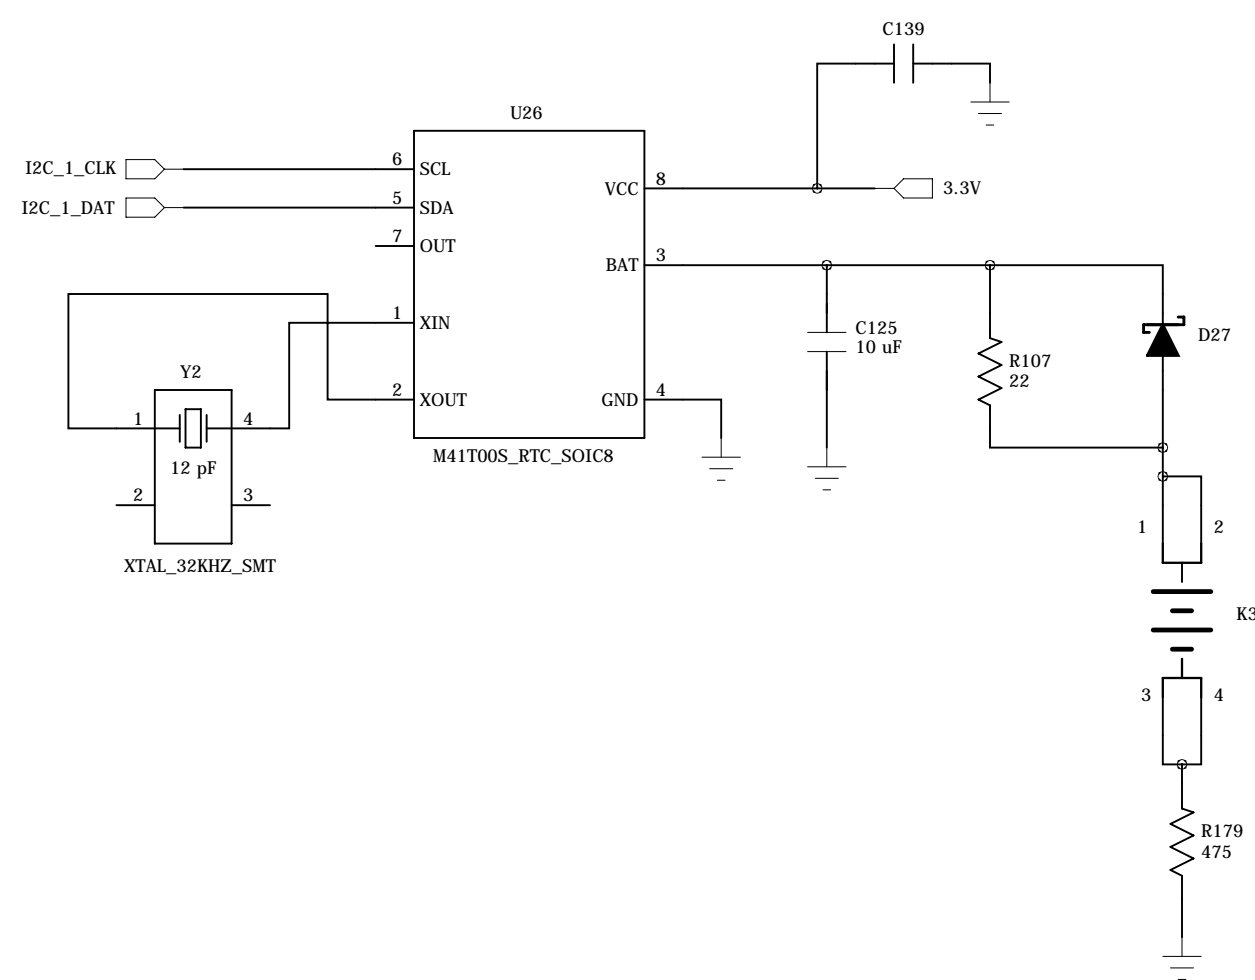 C139
U26
I2C_1_CLK
6
SCL
VCC
8
3.3V
I2C_1_DAT
5
SDA
7
OUT
BAT
3
1
XIN
C125
10 uF
D27
R107
22
Y2
2
XOUT
GND
4
1
4
12 pF
M41T00S_RTC_SOIC8
2
3
XTAL_32KHZ_SMT
1
2
K3
3
4
R179
475